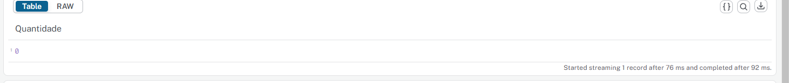 Table RAW
Quantidade
1 0
Started streaming 1 record after 76 ms and completed after 92 ms.